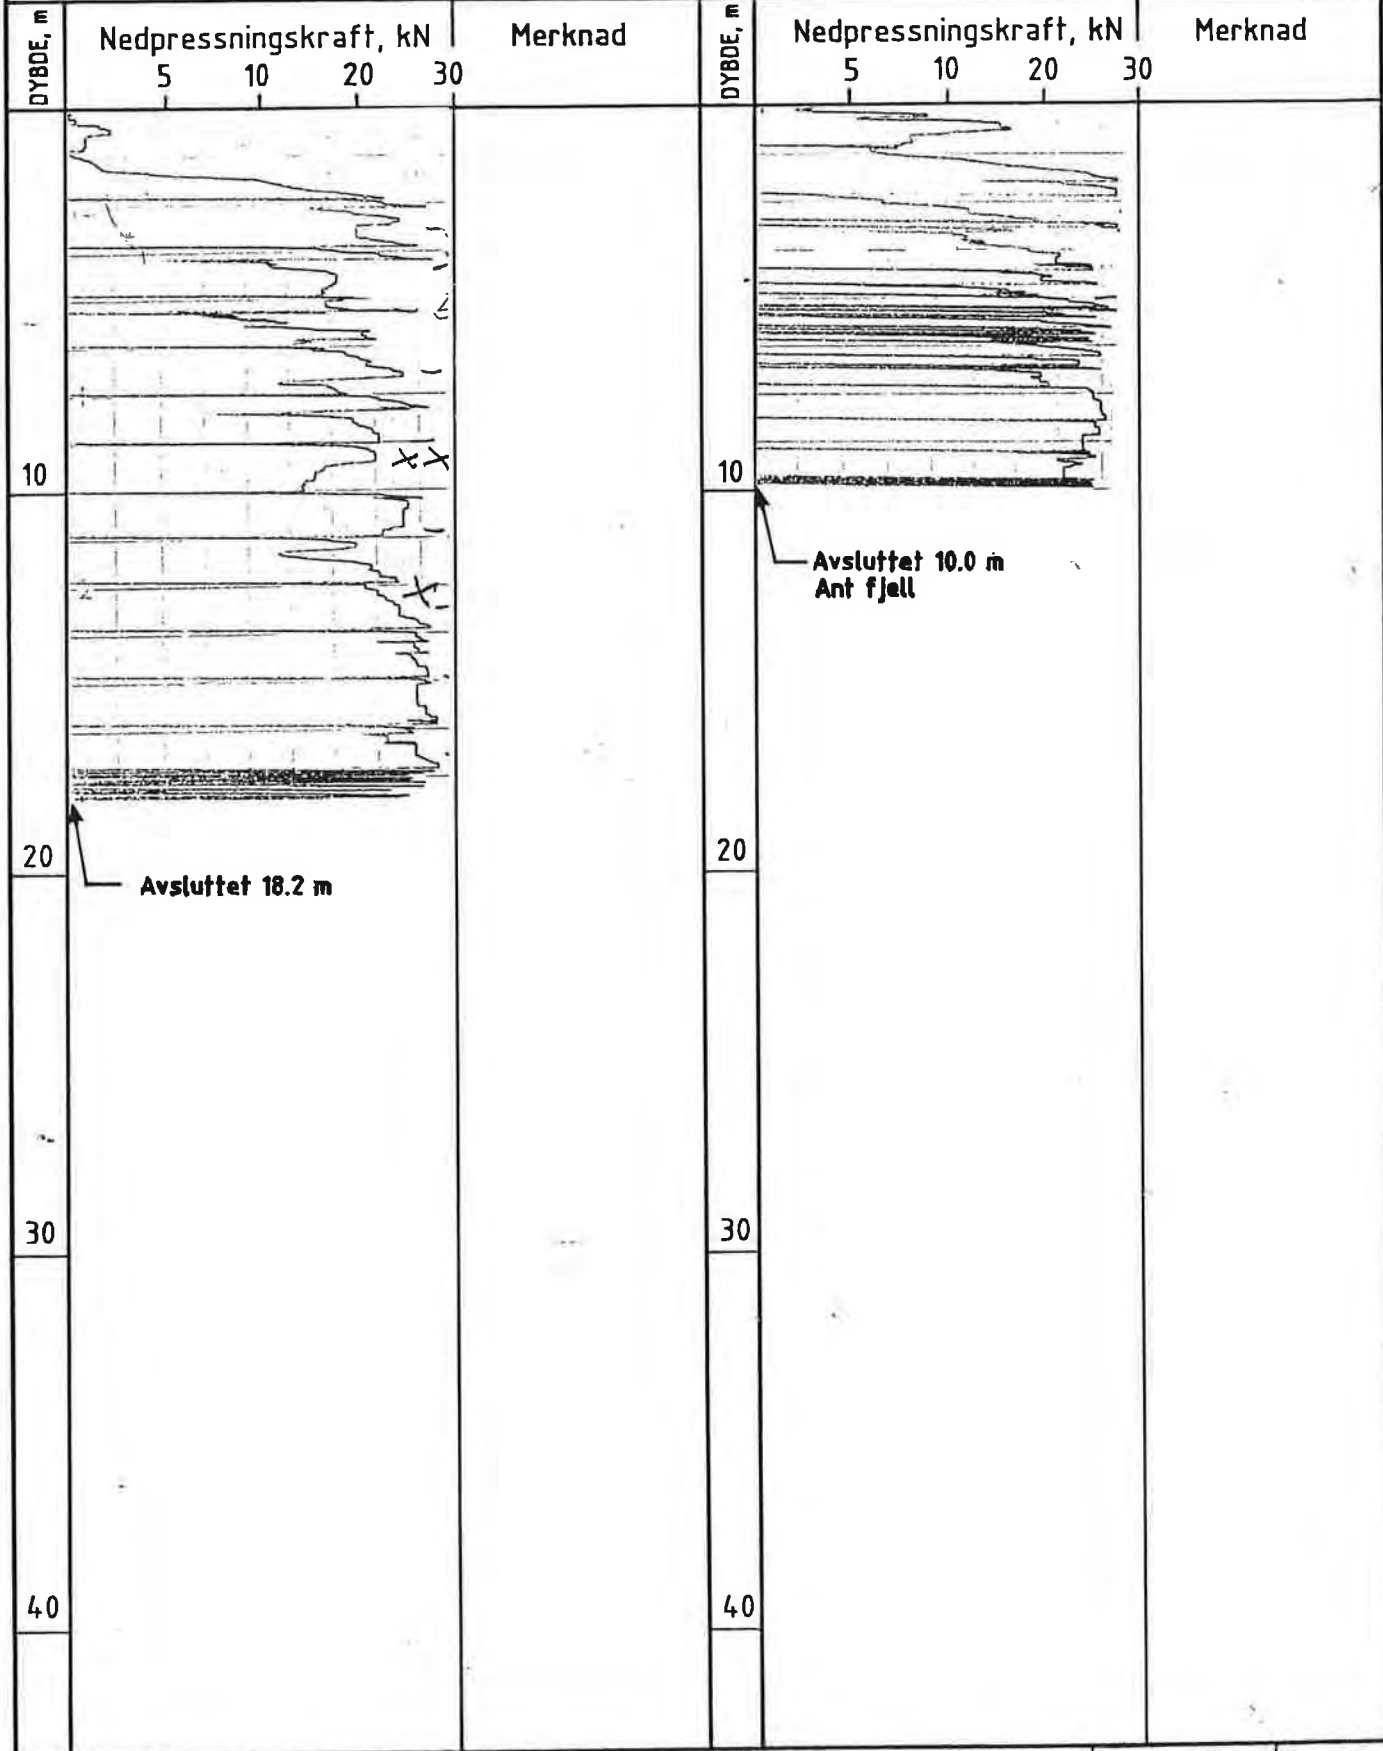 DYBDE, m
Nedpressningskraft, kN
Merknad
5 10 20 30
10
Avsluttet 18.2 m
20
30
40
DYBDE, m
Nedpressningskraft, kN
Merknad
5 10 20 30
10
Avsluttet 10.0 m
Ant fjell
20
30
40